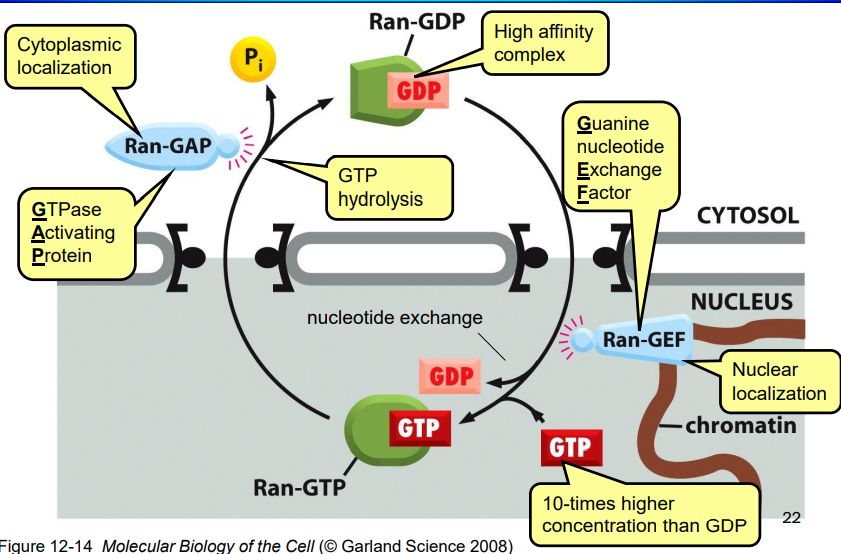 Ran-GDP
High affinity
complex
Cytoplasmic
localization
Pi
GDP
Ran-GAP
Guanine
nucleotide
Exchange
Factor
GTP
hydrolysis
GTPase
Activating
Protein
CYTOSOL
NUCLEUS
nucleotide exchange
Ran-GEF
Nuclear
localization
GDP
GTP
GTP
chromatin
Ran-GTP
10-times higher
concentration than GDP
22
Figure 12-14 Molecular Biology of the Cell (© Garland Science 2008)